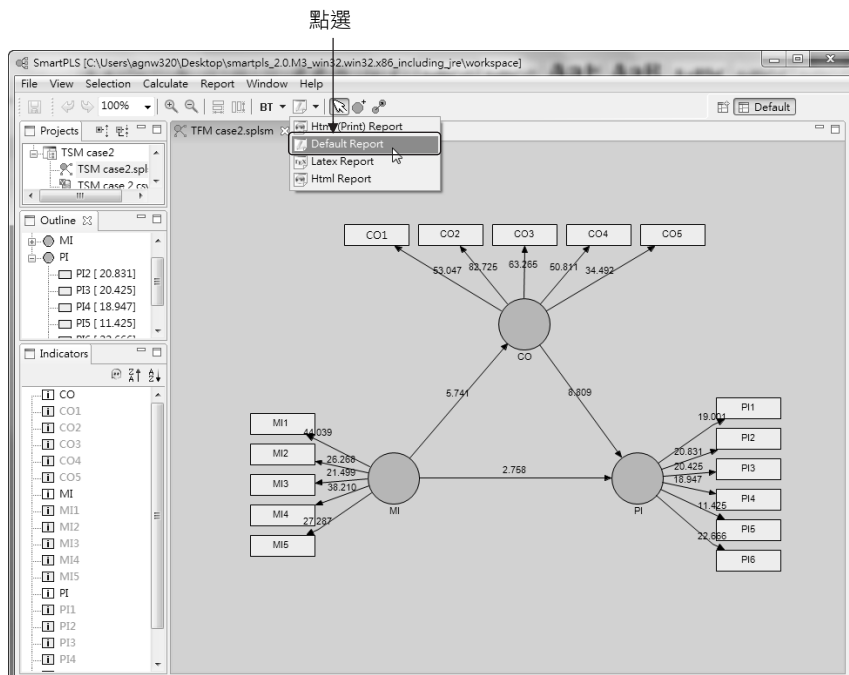 點選
SmartPLS [C:\Users\agnw320\Desktop\smartpls_2.0.M3_win32.win32.x86_including_jre\workspace]
File View Selection Calculate Report Window Help
100% BT Default
Html (Print) Report
Default Report
Latex Report
Html Report
Projects
TSM case2
TSM case2.spl
TSM case 2 csv
TFM case2.splsm
Outline
MI
PI
PI2 [ 20.831]
PI3 [ 20.425]
PI4 [ 18.947]
PI5 [ 11.425]
Indicators
CO
CO1
CO2
CO3
CO4
CO5
MI
MI1
MI2
MI3
MI4
MI5
PI
PI1
PI2
PI3
PI4
CO1 CO2 CO3 CO4 CO5
53.047 82.725 63.265 50.811 34.492
CO
5.741 8.809
MI1
MI2
MI3
MI4
MI5
44.039
26.268
21.499
38.210
27.287
MI
2.758
PI
19.001
20.831
20.425
18.947
11.425
22.666
PI1
PI2
PI3
PI4
PI5
PI6